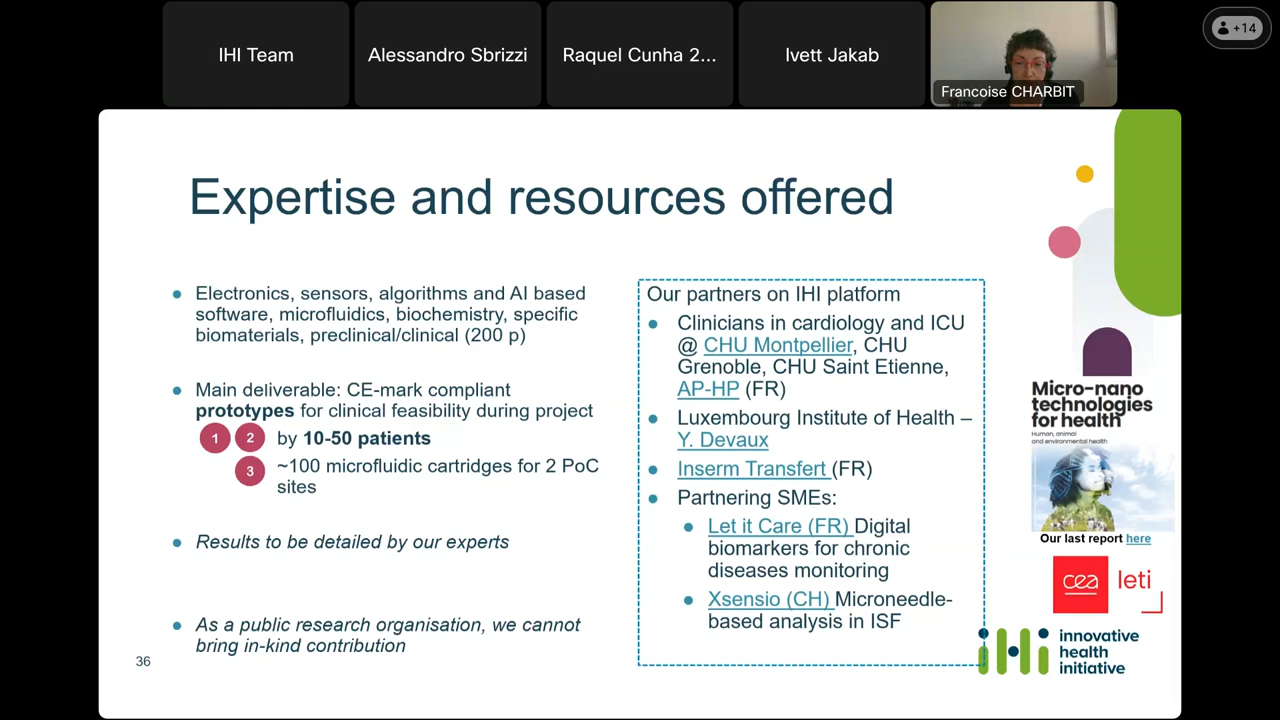 IHI Team
Alessandro Sbrizzi
Raquel Cunha 2...
Ivett Jakab
Francoise CHARBIT
+14
Expertise and resources offered
Electronics, sensors, algorithms and AI based
software, microfluidics, biochemistry, specific
biomaterials, preclinical/clinical (200 p)
Main deliverable: CE-mark compliant
prototypes for clinical feasibility during project
1 2 by 10-50 patients
3 ~100 microfluidic cartridges for 2 PoC
sites
Results to be detailed by our experts
As a public research organisation, we cannot
bring in-kind contribution
36
Our partners on IHI platform
Clinicians in cardiology and ICU
@ CHU Montpellier, CHU
Grenoble, CHU Saint Etienne,
AP-HP (FR)
Luxembourg Institute of Health –
Y. Devaux
Inserm Transfert (FR)
Partnering SMEs:
Let it Care (FR) Digital
biomarkers for chronic
diseases monitoring
Xsensio (CH) Microneedle-
based analysis in ISF
Micro-nano
technologies
for health
Human, animal
and environmental health
Our last report here
cea leti
iHi innovative
health
initiative